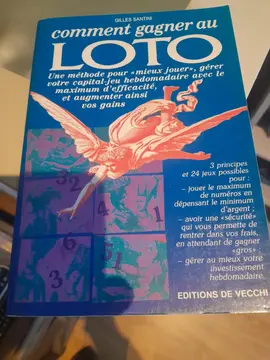 GILLES SANTINI
comment gagner au
LOTO
Une méthode pour «mieux jouer», gérer
votre capital-jeu hebdomadaire avec le
maximum d'efficacité,
et augmenter ainsi
vos gains
3 principes
et 24 jeux possibles
pour :
– jouer le maximum
de numéros en
dépensant le minimum
d'argent ;
– avoir une «sécurité»
qui vous permette de
rentrer dans vos frais,
en attendant de gagner
«gros» ;
– gérer au mieux votre
investissement
hebdomadaire.
EDITIONS DE VECCHI